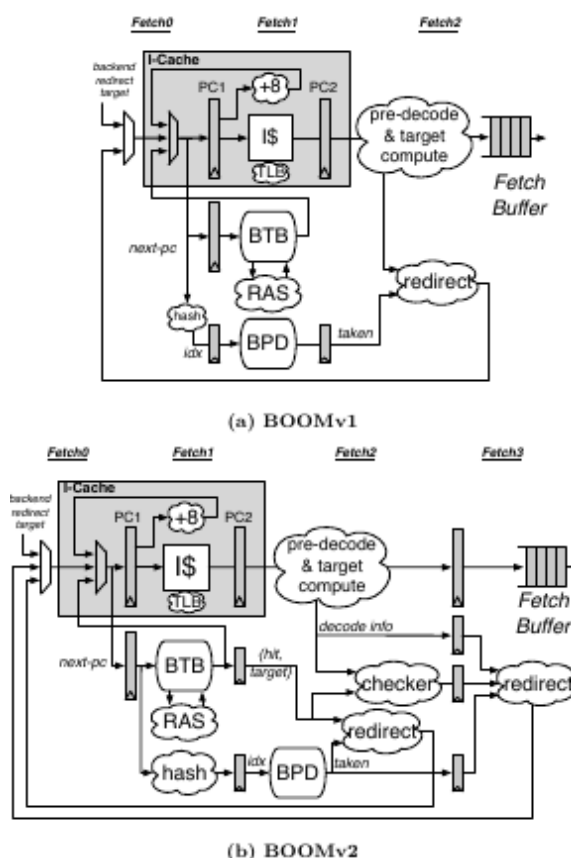 Fetch0 Fetch1 Fetch2
I-Cache
backend
redirect
target
PC1 +8 PC2
I$
TLB
pre-decode
& target
compute
Fetch
Buffer
next-pc
BTB
RAS
redirect
hash
idx
BPD
taken
(a) BOOMv1
Fetch0 Fetch1 Fetch2 Fetch3
I-Cache
backend
redirect
target
PC1 +8 PC2
I$
TLB
pre-decode
& target
compute
Fetch
Buffer
decode info
next-pc
BTB
(hit,
target)
RAS
checker
redirect
redirect
hash
idx
BPD
taken
(b) BOOMv2